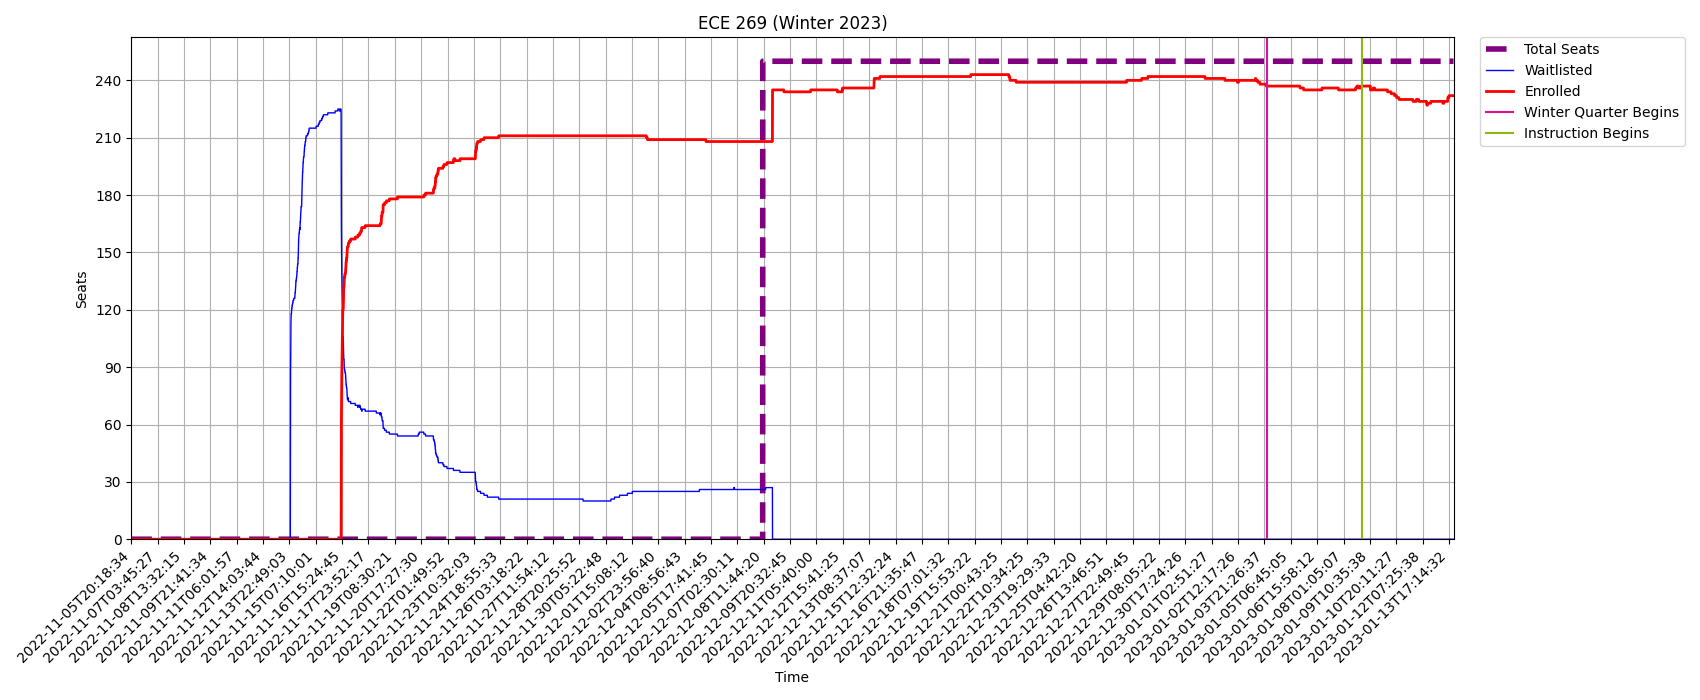 ECE 269 (Winter 2023)
Total Seats
Waitlisted
Enrolled
Winter Quarter Begins
Instruction Begins
Seats
240
210
180
150
120
90
60
30
0
2022-11-05T20:18:34
2022-11-07T03:45:27
2022-11-08T13:32:15
2022-11-09T21:41:34
2022-11-11T06:01:57
2022-11-12T14:03:44
2022-11-13T22:49:03
2022-11-15T07:10:01
2022-11-16T15:24:45
2022-11-17T23:52:17
2022-11-19T08:30:21
2022-11-20T17:27:30
2022-11-22T01:49:52
2022-11-23T10:32:03
2022-11-24T18:55:33
2022-11-26T03:18:22
2022-11-27T11:54:12
2022-11-28T20:25:52
2022-11-30T05:22:48
2022-12-01T15:08:12
2022-12-02T23:56:40
2022-12-04T08:56:43
2022-12-05T17:41:45
2022-12-07T02:30:11
2022-12-08T11:44:20
2022-12-09T20:32:45
2022-12-11T05:40:00
2022-12-12T15:41:25
2022-12-13T08:37:07
2022-12-15T12:32:24
2022-12-16T21:35:47
2022-12-18T07:01:32
2022-12-19T15:53:22
2022-12-21T00:43:25
2022-12-22T10:34:25
2022-12-23T19:29:33
2022-12-25T04:42:20
2022-12-26T13:46:51
2022-12-27T22:49:45
2022-12-29T08:05:22
2022-12-30T17:24:26
2023-01-01T02:51:27
2023-01-02T12:17:26
2023-01-03T21:26:37
2023-01-05T06:45:05
2023-01-06T15:58:12
2023-01-08T01:05:07
2023-01-09T10:35:38
2023-01-10T20:11:27
2023-01-12T07:25:38
2023-01-13T17:14:32
Time